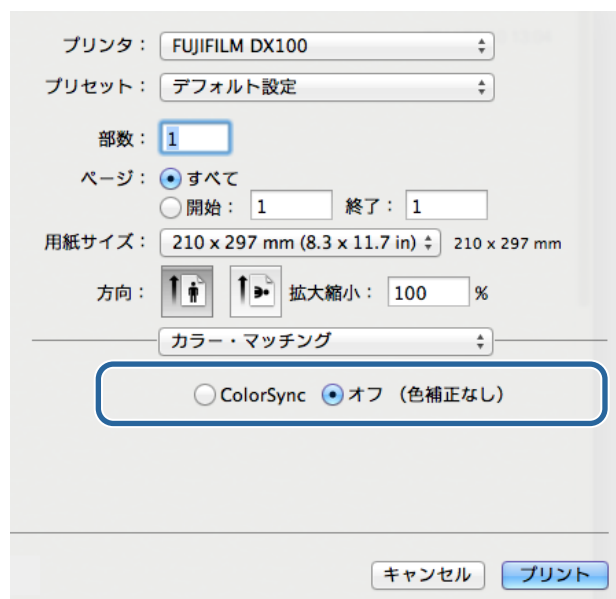 プリンタ： FUJIFILM DX100
プリセット： デフォルト設定
部数： 1
ページ： すべて
開始： 1 終了： 1
用紙サイズ： 210 x 297 mm (8.3 x 11.7 in) 210 x 297 mm
方向： 拡大縮小： 100 %
カラー・マッチング
ColorSync オフ （色補正なし）
キャンセル プリント